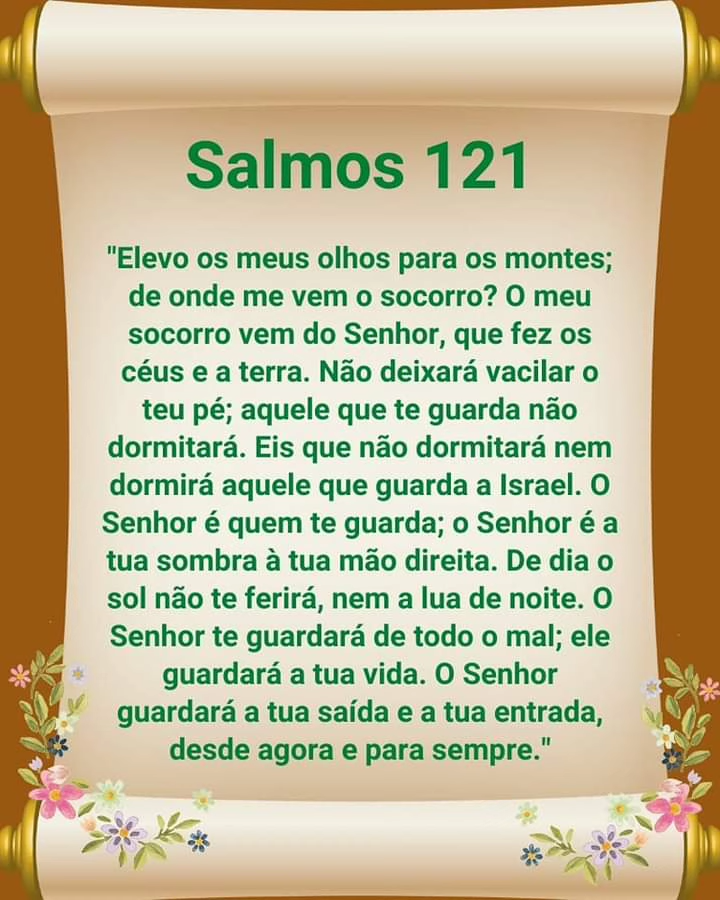 Salmos 121
"Elevo os meus olhos para os montes;
de onde me vem o socorro? O meu
socorro vem do Senhor, que fez os
céus e a terra. Não deixará vacilar o
teu pé; aquele que te guarda não
dormitará. Eis que não dormitará nem
dormirá aquele que guarda a Israel. O
Senhor é quem te guarda; o Senhor é a
tua sombra à tua mão direita. De dia o
sol não te ferirá, nem a lua de noite. O
Senhor te guardará de todo o mal; ele
guardará a tua vida. O Senhor
guardará a tua saída e a tua entrada,
desde agora e para sempre."